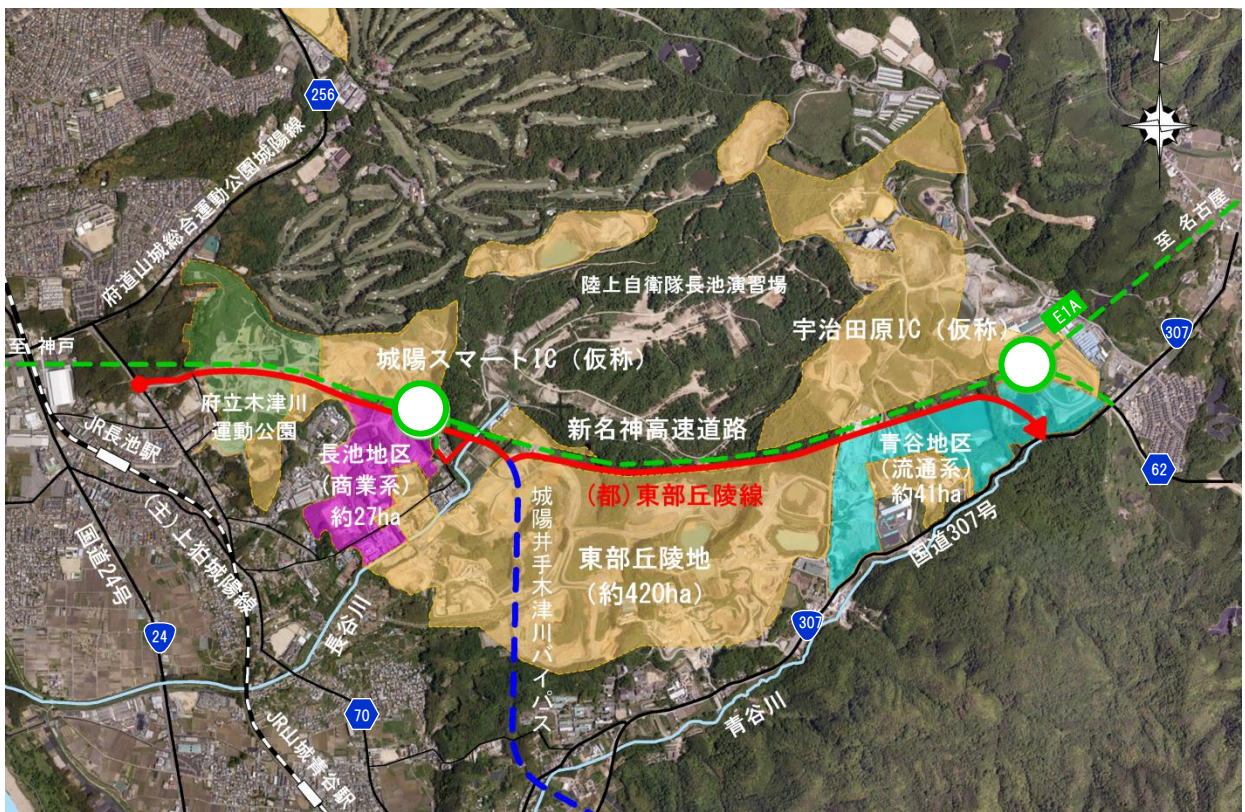 256
府道山城総合運動公園城陽線
至 名古屋
陸上自衛隊長池演習場
E1A
宇治田原IC（仮称）
307
至 神戸
城陽スマートIC（仮称）
府立木津川
運動公園
新名神高速道路
JR長池駅
長池地区
(商業系)
約27ha
青谷地区
(流通系)
約41ha
62
(都)東部丘陵線
国道24号
(主)上狛城陽線
城陽井手木津川バイパス
東部丘陵地
(約420ha)
国道307号
長谷川
24
307
70
青谷川
JR山城青谷駅